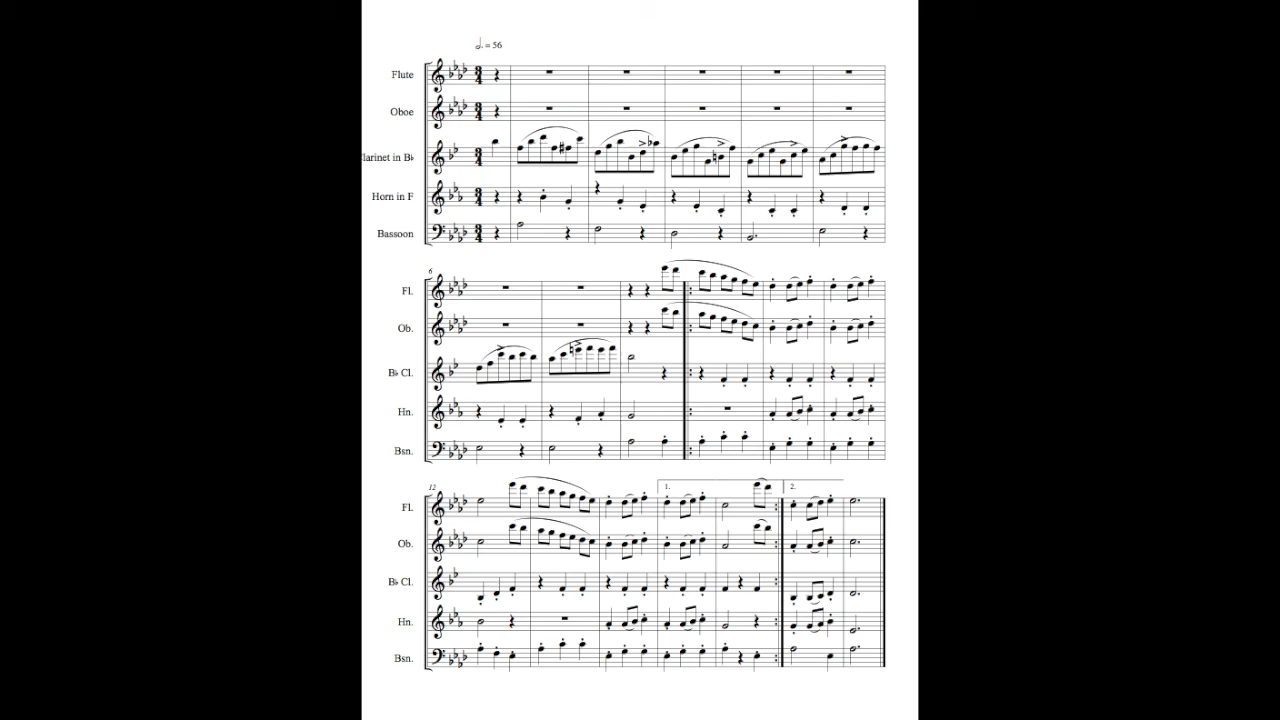 𝅗𝅥. = 56
Flute
Oboe
larinet in B♭
Horn in F
Bassoon
6
Fl.
Ob.
B♭ Cl.
Hn.
Bsn.
12
1.
2.
Fl.
Ob.
B♭ Cl.
Hn.
Bsn.